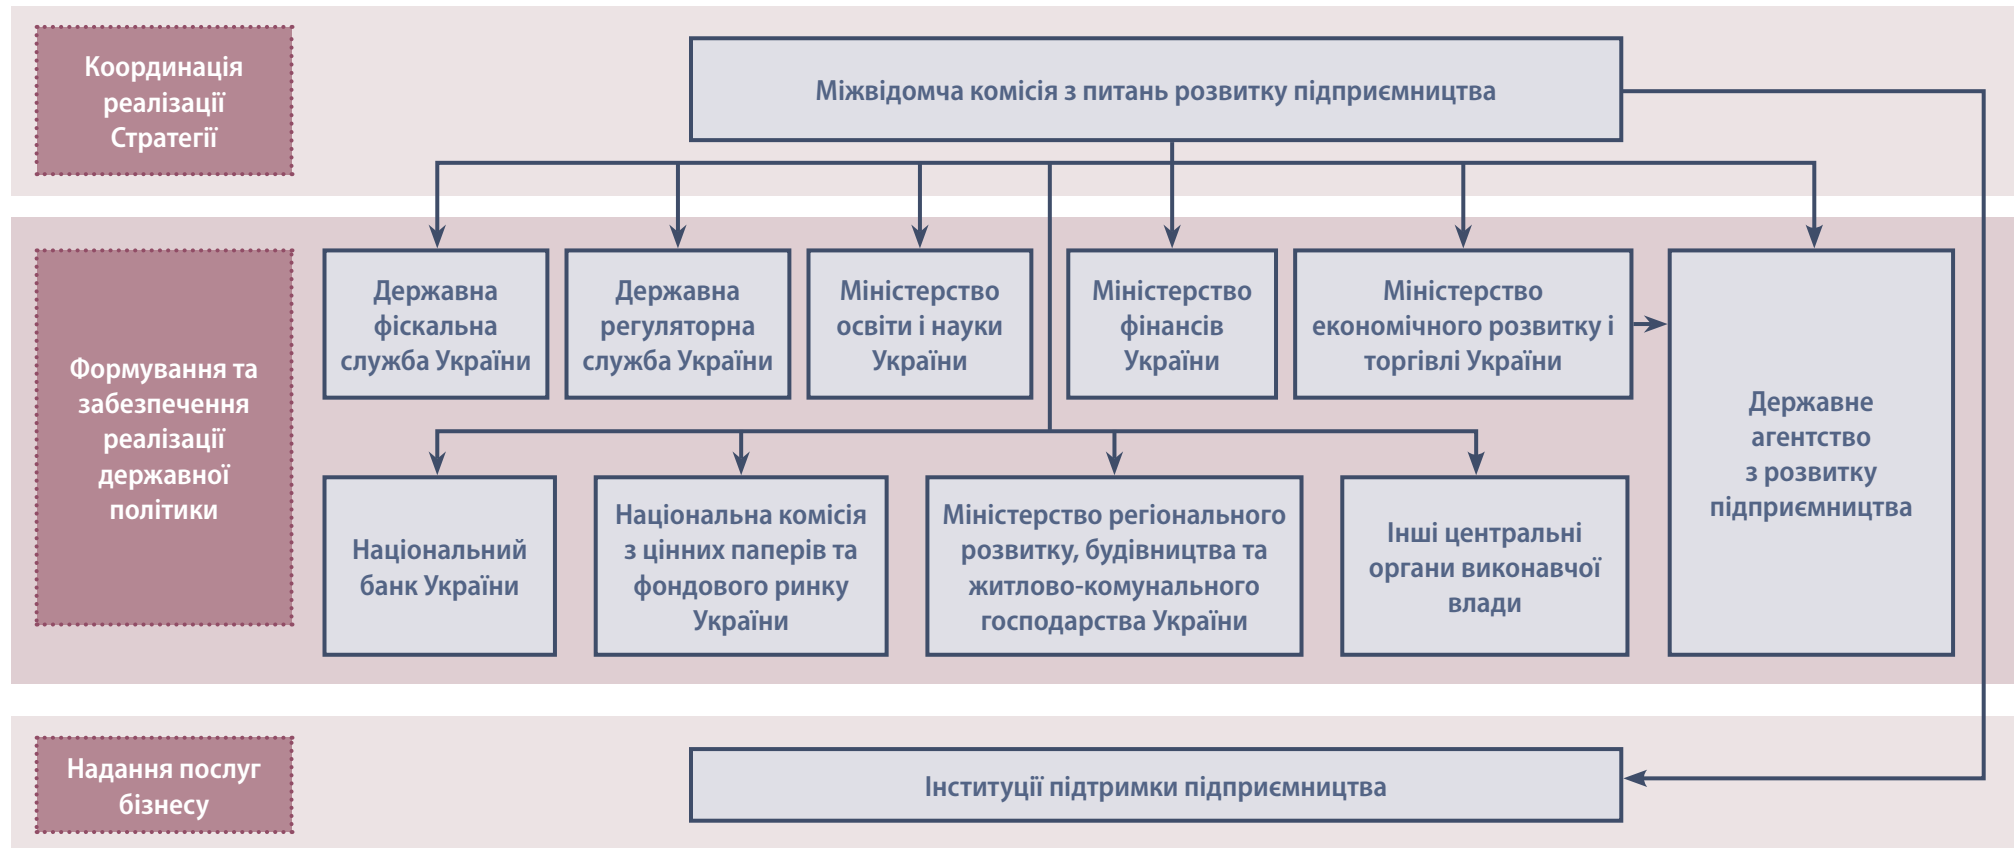 Координація
реалізації
Стратегії
Міжвідомча комісія з питань розвитку підприємництва
Формування та
забезпечення
реалізації
державної
політики
Державна
фіскальна
служба України
Державна
регуляторна
служба України
Міністерство
освіти і науки
України
Міністерство
фінансів
України
Міністерство
економічного розвитку і
торгівлі України
Державне
агентство
з розвитку
підприємництва
Національний
банк України
Національна комісія
з цінних паперів та
фондового ринку
України
Міністерство регіонального
розвитку, будівництва та
житлово-комунального
господарства України
Інші центральні
органи виконавчої
влади
Надання послуг
бізнесу
Інституції підтримки підприємництва